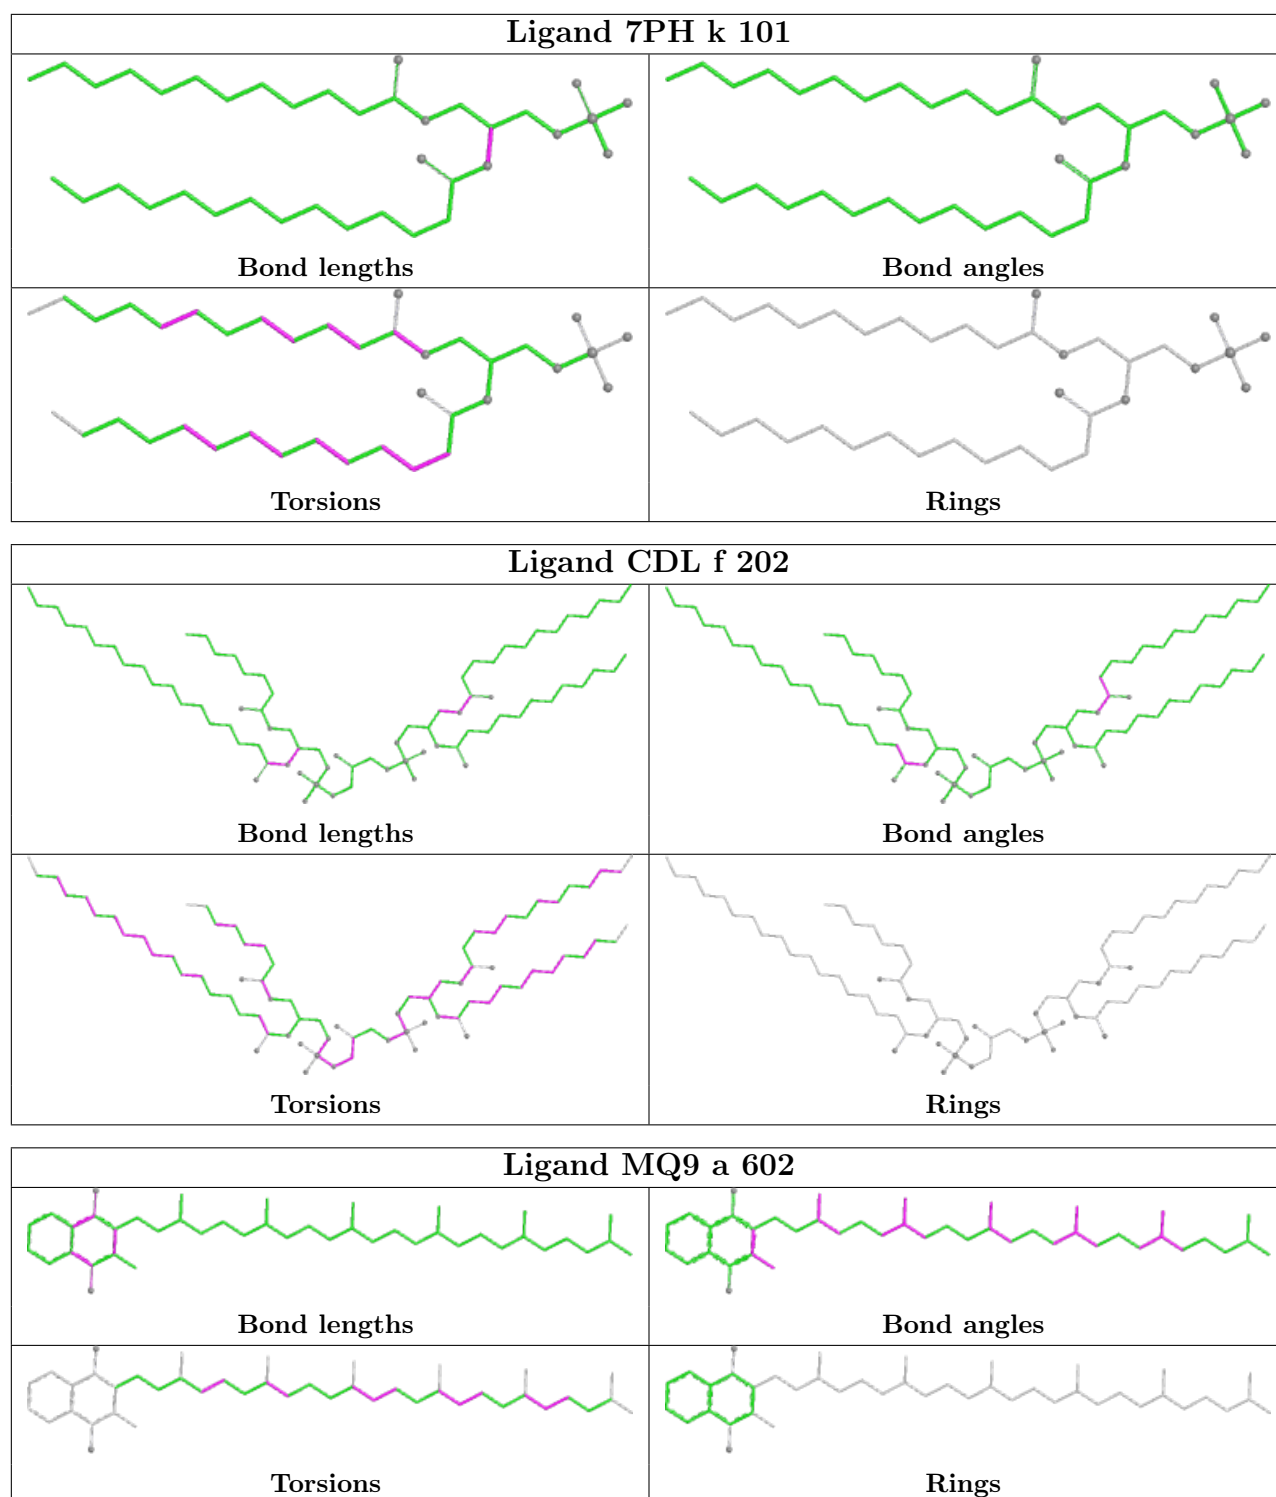 Ligand 7PH k 101
Bond lengths
Bond angles
Torsions
Rings
Ligand CDL f 202
Bond lengths
Bond angles
Torsions
Rings
Ligand MQ9 a 602
Bond lengths
Bond angles
Torsions
Rings